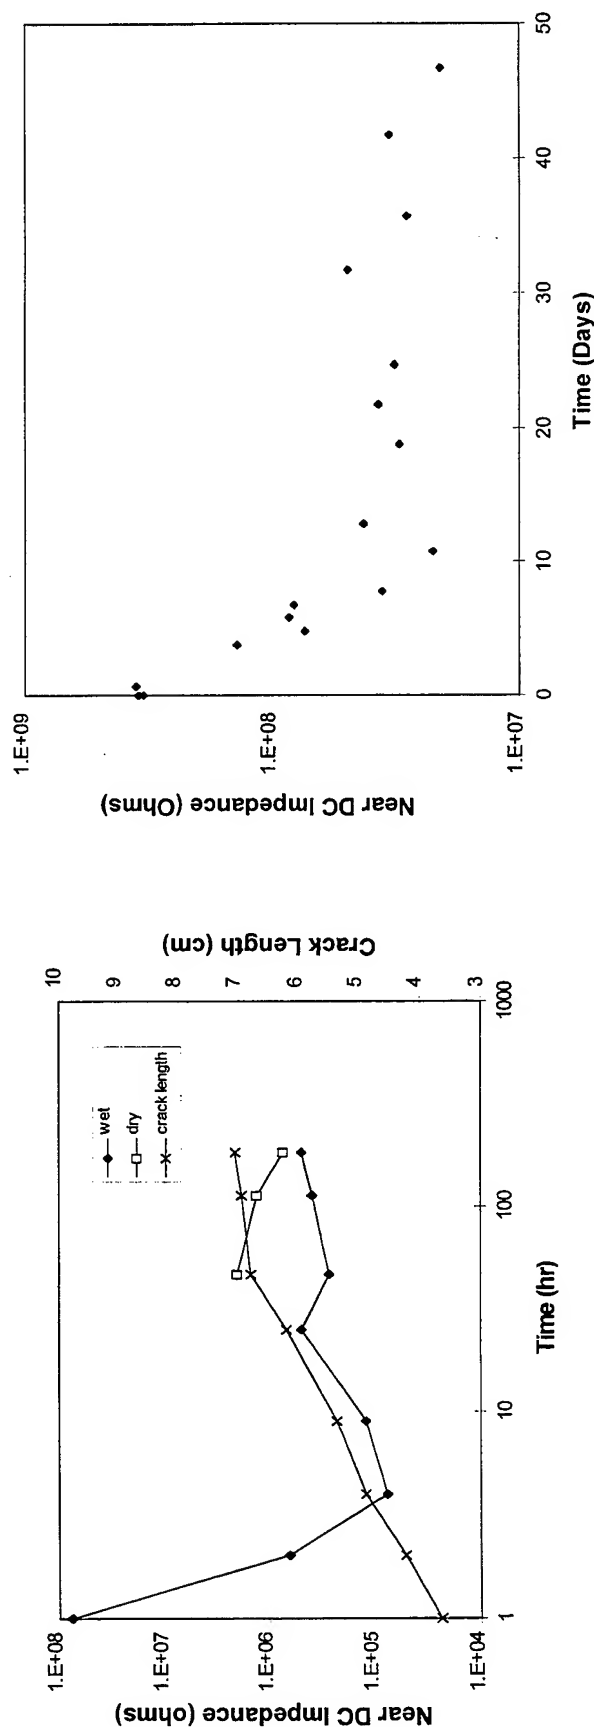 Near DC Impedance (ohms)
1.E+08
1.E+07
1.E+06
1.E+05
1.E+04
1
10
100
1000
Time (hr)
10
9
8
7
6
5
4
3
Crack Length (cm)
wet
dry
crack length
Near DC Impedance (Ohms)
1.E+09
1.E+08
1.E+07
0
10
20
30
40
50
Time (Days)